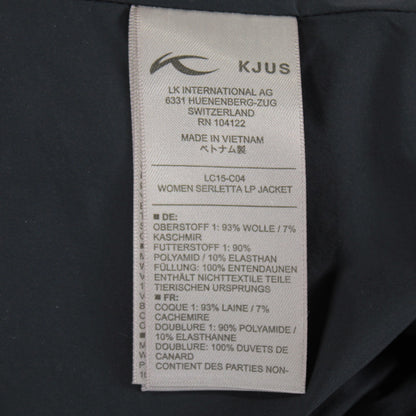 KJUS
LK INTERNATIONAL AG
6331 HUENENBERG-ZUG
SWITZERLAND
RN 104122
MADE IN VIETNAM
ベトナム製
LC15-C04
WOMEN SERLETTA LP JACKET
■ DE:
OBERSTOFF 1: 93% WOLLE / 7%
KASCHMIR
FUTTERSTOFF 1: 90%
POLYAMID / 10% ELASTHAN
FÜLLUNG: 100% ENTENDAUNEN
ENTHÄLT NICHTTEXTILE TEILE
TIERISCHEN URSPRUNGS
■ FR:
COQUE 1: 93% LAINE / 7%
CACHEMIRE
DOUBLURE 1: 90% POLYAMIDE /
10% ELASTHANNE
DOUBLURE: 100% DUVETS DE
CANARD
CONTIENT DES PARTIES NON-